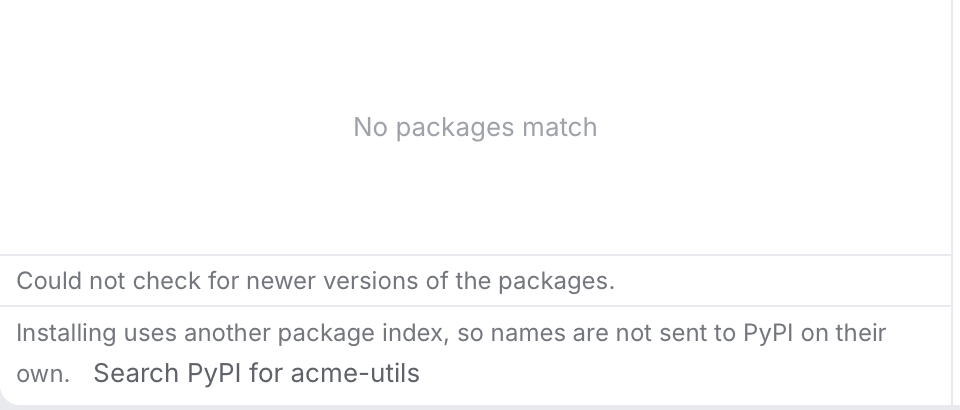 No packages match
Could not check for newer versions of the packages.
Installing uses another package index, so names are not sent to PyPI on their
own. Search PyPI for acme-utils